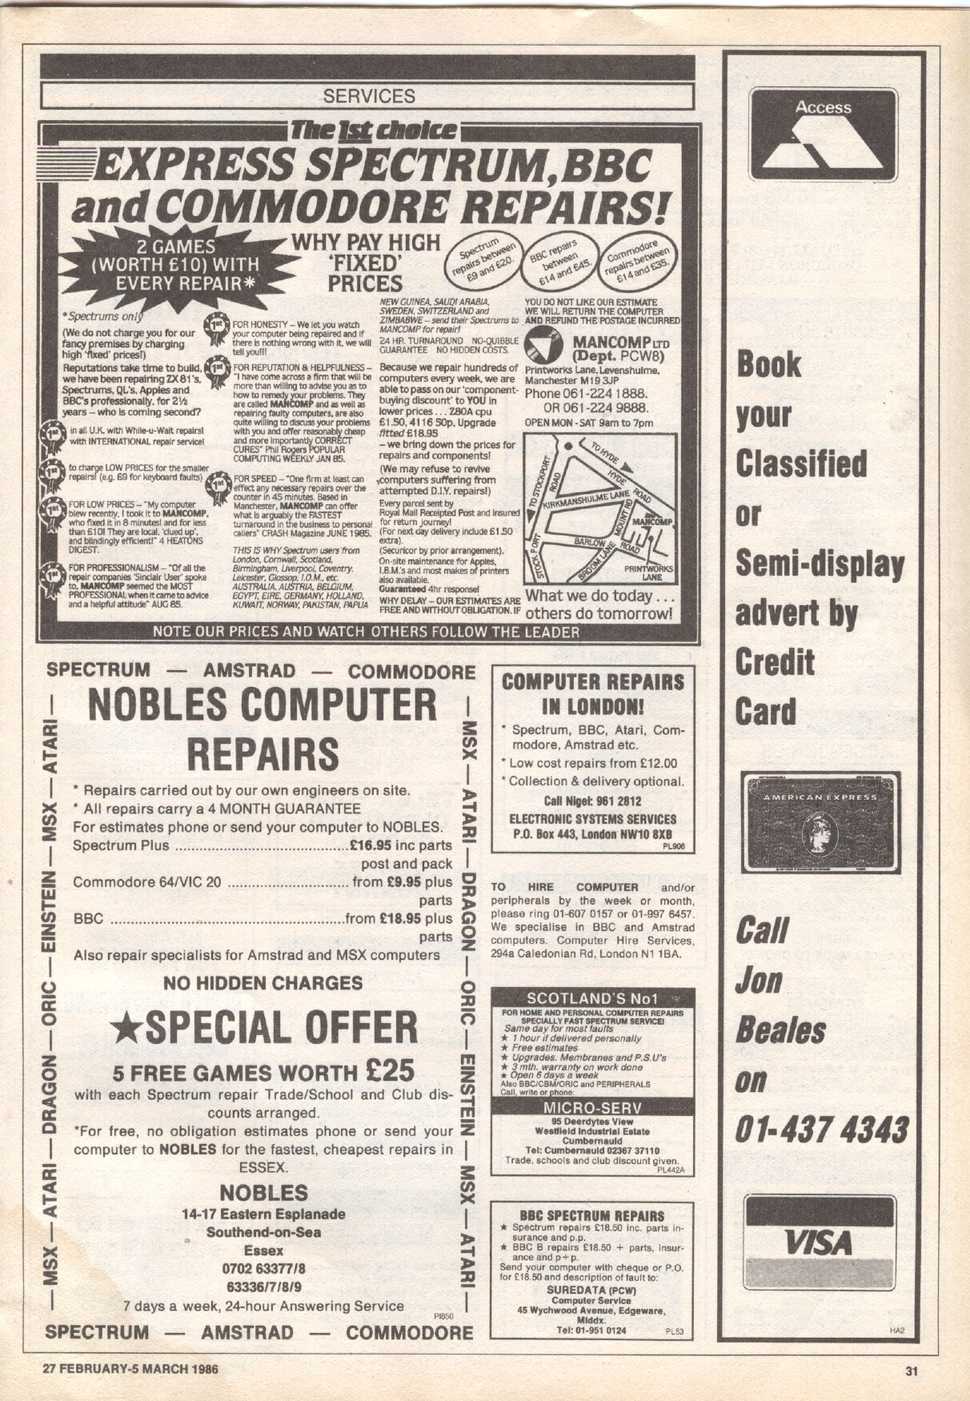 SERVICES
The 1st choice
EXPRESS SPECTRUM, BBC
and COMMODORE REPAIRS!
2 GAMES
(WORTH £10) WITH
EVERY REPAIR*
WHY PAY HIGH
'FIXED'
PRICES
Spectrum
repairs between
£9 and £20.
BBC repairs
between
£14 and £45.
Commodore
repairs between
£14 and £35.
*Spectrums only
(We do not charge you for our
fancy premises by charging
high 'fixed' prices!)
Reputations take time to build,
we have been repairing ZX 81's,
Spectrums, QL's, Apples and
BBC's professionally, for 2½
years – who is coming second?
1st
in all U.K. with While-u-Wait repairs!
with INTERNATIONAL repair service!
1st
to charge LOW PRICES for the smaller
repairs! (e.g. £9 for keyboard faults)
1st
FOR LOW PRICES – "My computer
blew recently, I took it to MANCOMP,
who fixed it in 8 minutes! and for less
than £10! They are local, 'clued up',
and blindingly efficient!" 4 HEATONS
DIGEST.
1st
FOR PROFESSIONALISM – "Of all the
repair companies 'Sinclair User' spoke
to, MANCOMP seemed the MOST
PROFESSIONAL when it came to advice
and a helpful attitude" AUG 85.
1st
FOR HONESTY – We let you watch
your computer being repaired and if
there is nothing wrong with it, we will
tell you!!!
1st
FOR REPUTATION & HELPFULNESS –
"I have come across a firm that will be
more than willing to advise you as to
how to remedy your problems. They
are called MANCOMP and as well as
repairing faulty computers, are also
quite willing to discuss your problems
with you and offer reasonably cheap
and more importantly CORRECT
CURES" Phil Rogers POPULAR
COMPUTING WEEKLY JAN 85.
1st
FOR SPEED – "One firm at least can
effect any necessary repairs over the
counter in 45 minutes. Based in
Manchester, MANCOMP can offer
what is arguably the FASTEST
turnaround in the business to personal
callers" CRASH Magazine JUNE 1985.
THIS IS WHY Spectrum users from
London, Cornwall, Scotland,
Birmingham, Liverpool, Coventry,
Leicester, Glossop, I.O.M., etc.
AUSTRALIA, AUSTRIA, BELGIUM,
EGYPT, EIRE, GERMANY, HOLLAND,
KUWAIT, NORWAY, PAKISTAN, PAPUA
NEW GUINEA, SAUDI ARABIA,
SWEDEN, SWITZERLAND and
ZIMBABWE – send their Spectrums to
MANCOMP for repair!
24 HR. TURNAROUND NO-QUIBBLE
GUARANTEE NO HIDDEN COSTS.
Because we repair hundreds of
computers every week, we are
able to pass on our 'component-
buying discount' to YOU in
lower prices . . . Z80A cpu
£1.50, 4116 50p. Upgrade
fitted £18.95
– we bring down the prices for
repairs and components!
(We may refuse to revive
computers suffering from
attempted D.I.Y. repairs!)
Every parcel sent by
Royal Mail Receipted Post and Insured
for return journey!
(For next day delivery include £1.50
extra).
(Securicor by prior arrangement).
On-site maintenance for Apples,
I.B.M.'s and most makes of printers
also available.
Guaranteed 4hr response!
WHY DELAY – OUR ESTIMATES ARE
FREE AND WITHOUT OBLIGATION. IF
YOU DO NOT LIKE OUR ESTIMATE
WE WILL RETURN THE COMPUTER
AND REFUND THE POSTAGE INCURRED
MANCOMP LTD
(Dept. PCW8)
Printworks Lane, Levenshulme,
Manchester M19 3JP
Phone 061-224 1888.
OR 061-224 9888.
OPEN MON - SAT 9am to 7pm
TO HYDE
TO STOCKPORT
ROAD
HYDE ROAD
KIRKMANSHULME LANE
MOUNT RD
MANCOMP
BARLOW ROAD
STOCKPORT
LANE
PRINTWORKS
LANE
What we do today . . .
others do tomorrow!
NOTE OUR PRICES AND WATCH OTHERS FOLLOW THE LEADER
SPECTRUM — AMSTRAD — COMMODORE
— MSX — ATARI — DRAGON — ORIC — EINSTEIN — MSX — ATARI —
NOBLES COMPUTER
REPAIRS
* Repairs carried out by our own engineers on site.
* All repairs carry a 4 MONTH GUARANTEE
For estimates phone or send your computer to NOBLES.
Spectrum Plus ........................................ £16.95 inc parts
post and pack
Commodore 64/VIC 20 ............................ from £9.95 plus
parts
BBC ......................................................from £18.95 plus
parts
Also repair specialists for Amstrad and MSX computers
NO HIDDEN CHARGES
★SPECIAL OFFER
5 FREE GAMES WORTH £25
with each Spectrum repair Trade/School and Club dis-
counts arranged.
*For free, no obligation estimates phone or send your
computer to NOBLES for the fastest, cheapest repairs in
ESSEX.
NOBLES
14-17 Eastern Esplanade
Southend-on-Sea
Essex
0702 63377/8
63336/7/8/9
7 days a week, 24-hour Answering Service
PI850
— MSX — ATARI — DRAGON — ORIC — EINSTEIN — MSX — ATARI —
SPECTRUM — AMSTRAD — COMMODORE
COMPUTER REPAIRS
IN LONDON!
* Spectrum, BBC, Atari, Com-
modore, Amstrad etc.
* Low cost repairs from £12.00
* Collection & delivery optional.
Call Nigel: 961 2812
ELECTRONIC SYSTEMS SERVICES
P.O. Box 443, London NW10 8XB
PL906
TO HIRE COMPUTER and/or
peripherals by the week or month,
please ring 01-607 0157 or 01-997 6457.
We specialise in BBC and Amstrad
computers. Computer Hire Services,
294a Caledonian Rd, London N1 1BA.
SCOTLAND'S No1
FOR HOME AND PERSONAL COMPUTER REPAIRS
SPECIALLY FAST SPECTRUM SERVICE!
Same day for most faults
★ 1 hour if delivered personally
★ Free estimates
★ Upgrades. Membranes and P.S.U's
★ 3 mth. warranty on work done
★ Open 6 days a week
Also BBC/CBM/ORIC and PERIPHERALS
Call, write or phone:
MICRO-SERV
95 Deerdytes View
Westfield Industrial Estate
Cumbernauld
Tel: Cumbernauld 02367 37110
Trade, schools and club discount given.
PL442A
BBC SPECTRUM REPAIRS
★ Spectrum repairs £18.50 inc. parts in-
surance and p.p.
★ BBC B repairs £18.50 + parts, insur-
ance and p+p.
Send your computer with cheque or P.O.
for £18.50 and description of fault to:
SUREDATA (PCW)
Computer Service
45 Wychwood Avenue, Edgeware,
Middx.
Tel: 01-951 0124
PL53
Access
Book
your
Classified
or
Semi-display
advert by
Credit
Card
AMERICAN EXPRESS
Call
Jon
Beales
on
01-437 4343
VISA
HA2
27 FEBRUARY-5 MARCH 1986
31